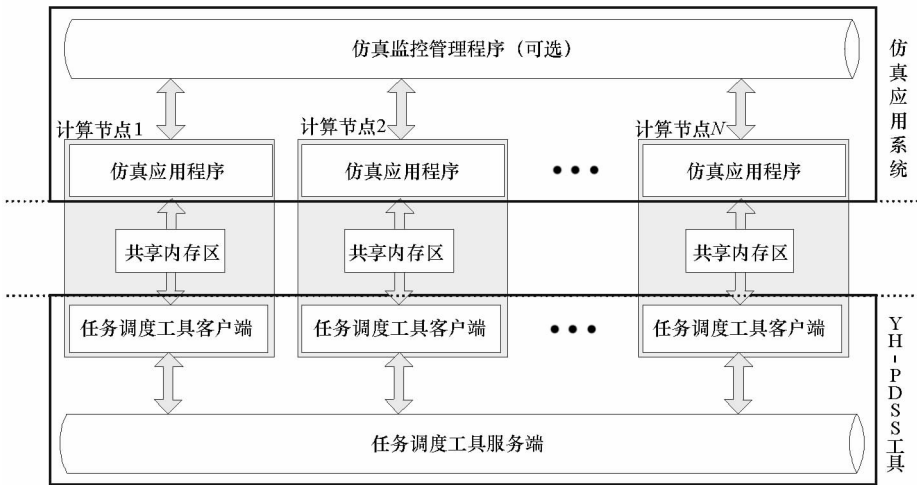 仿真监控管理程序（可选）
仿真应用系统
计算节点1
计算节点2
计算节点N
仿真应用程序
仿真应用程序
仿真应用程序
共享内存区
共享内存区
共享内存区
任务调度工具客户端
任务调度工具客户端
任务调度工具客户端
YH-PDSS工具
任务调度工具服务端